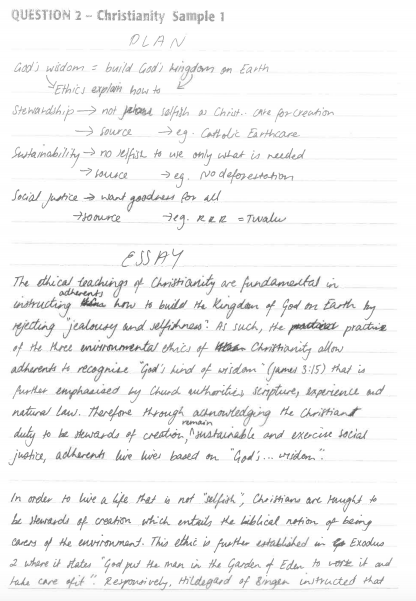 QUESTION 2 – Christianity Sample 1
PLAN
God's wisdom = build God's kingdom on Earth
Ethics explain how to
Stewardship → not selfish as Christ.. care for creation
→ source → eg. Catholic Earthcare
Sustainability → no selfish to use only what is needed
→ source → eg. No deforestation
Social justice → want goodness for all
→ source → eg. RRR = Tuvalu
ESSAY
The ethical teachings of Christianity are fundamental in
instructing adherents how to build the Kingdom of God on Earth by
rejecting "jealousy and selfishness". As such, the practise
of the three environmental ethics of Christianity allow
adherents to recognise "God's kind of wisdom" (James 3:15) that is
further emphasised by Church authorities, scripture, experience and
natural law. Therefore through acknowledging the Christian
duty to be stewards of creation, remain sustainable and exercise social
justice, adherents live lives based on "God's... wisdom".
In order to live a life that is not "selfish", Christians are taught to
be stewards of creation which entails the biblical notion of being
carers of the environment. This ethic is further established in Exodus
2 where it states "God put the man in the Garden of Eden to work it and
take care of it". Responsively, Hildegard of Bingen instructed that